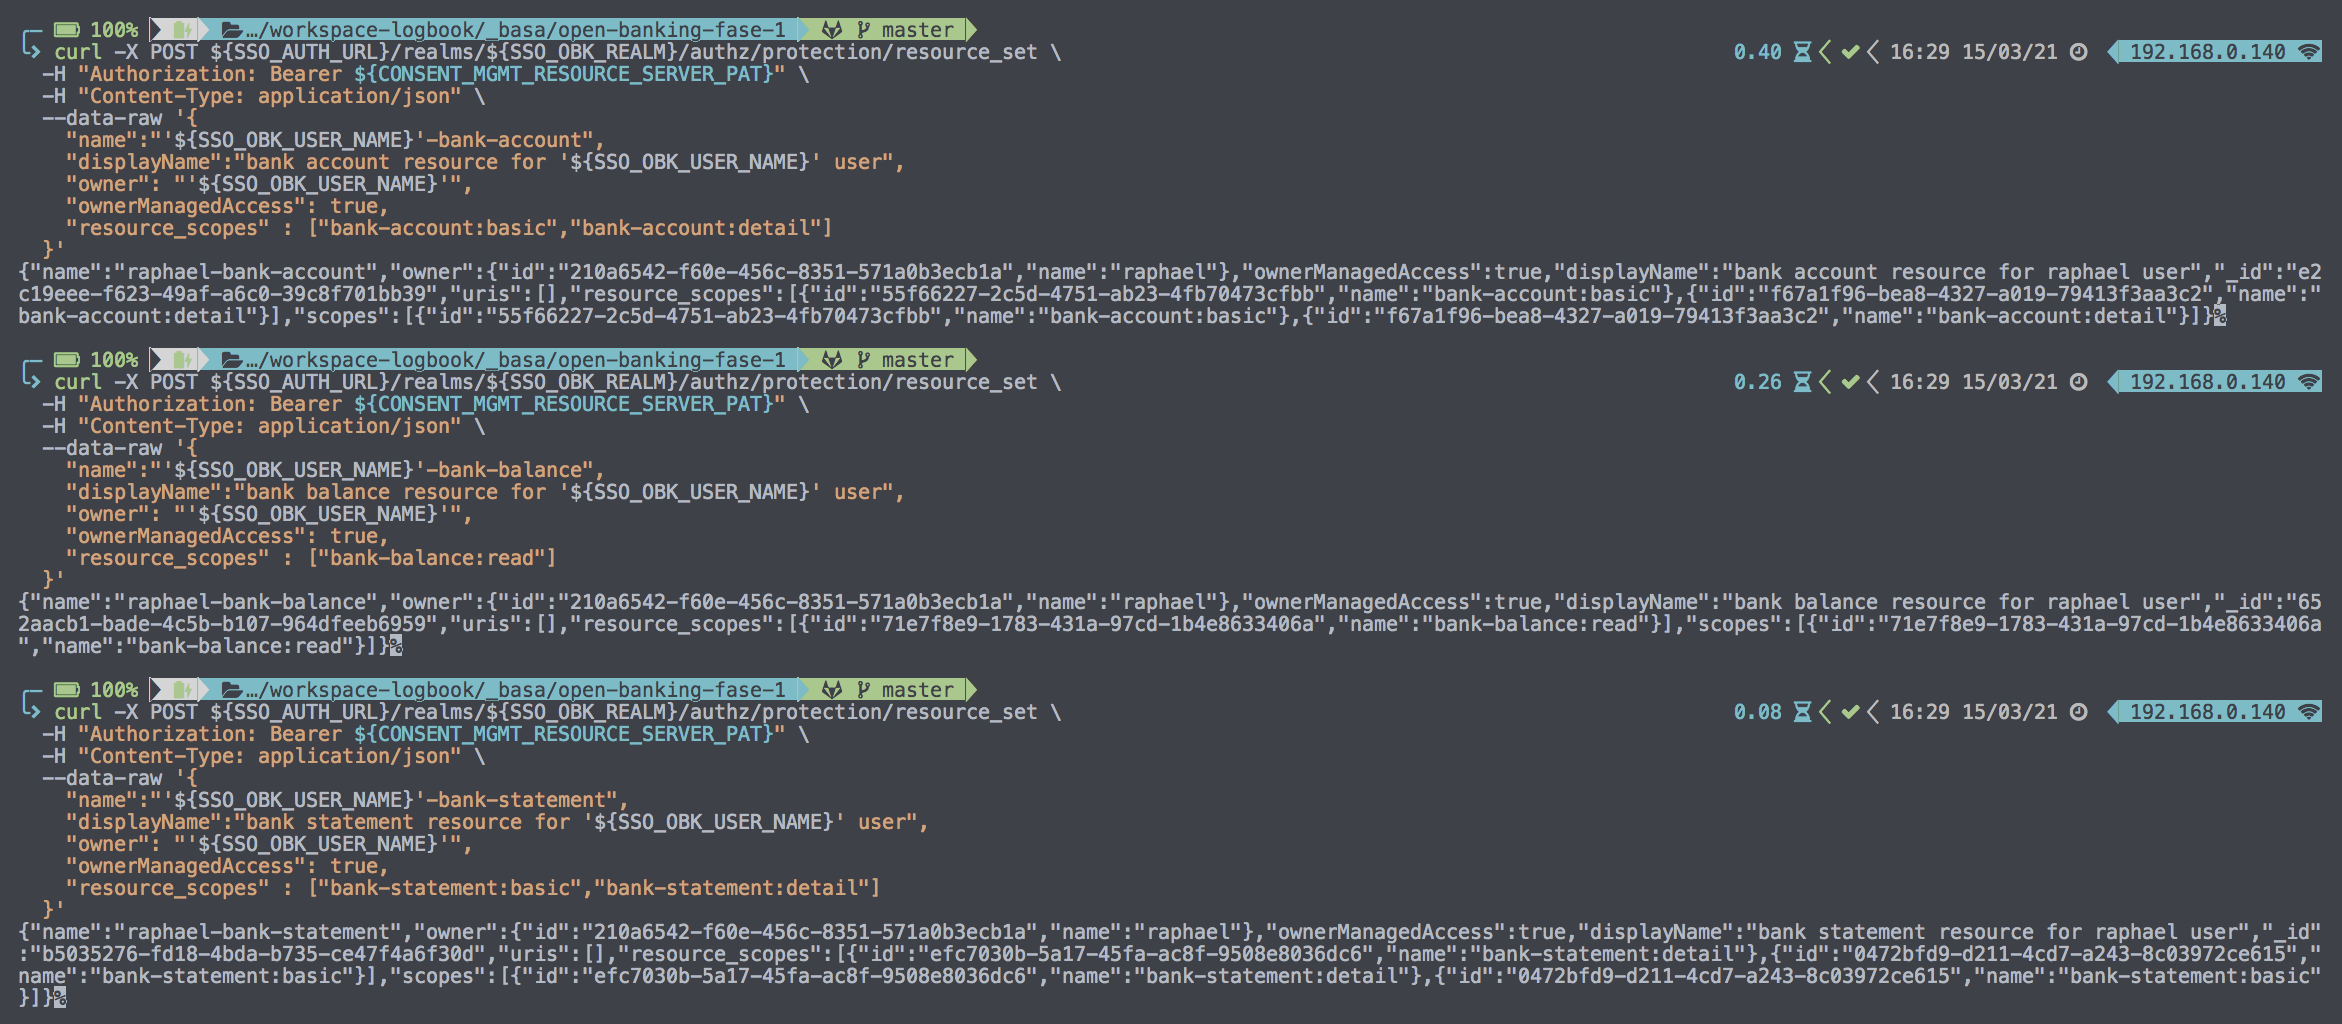 100% …/workspace-logbook/_basa/open-banking-fase-1 master
curl -X POST ${SSO_AUTH_URL}/realms/${SSO_OBK_REALM}/authz/protection/resource_set \ 0.40 16:29 15/03/21 192.168.0.140
-H "Authorization: Bearer ${CONSENT_MGMT_RESOURCE_SERVER_PAT}" \
-H "Content-Type: application/json" \
--data-raw '{
"name":"'${SSO_OBK_USER_NAME}'-bank-account",
"displayName":"bank account resource for '${SSO_OBK_USER_NAME}' user",
"owner": "'${SSO_OBK_USER_NAME}'",
"ownerManagedAccess": true,
"resource_scopes" : ["bank-account:basic","bank-account:detail"]
}'
{"name":"raphael-bank-account","owner":{"id":"210a6542-f60e-456c-8351-571a0b3ecb1a","name":"raphael"},"ownerManagedAccess":true,"displayName":"bank account resource for raphael user","_id":"e2
c19eee-f623-49af-a6c0-39c8f701bb39","uris":[],"resource_scopes":[{"id":"55f66227-2c5d-4751-ab23-4fb70473cfbb","name":"bank-account:basic"},{"id":"f67a1f96-bea8-4327-a019-79413f3aa3c2","name":"
bank-account:detail"}],"scopes":[{"id":"55f66227-2c5d-4751-ab23-4fb70473cfbb","name":"bank-account:basic"},{"id":"f67a1f96-bea8-4327-a019-79413f3aa3c2","name":"bank-account:detail"}]}%
100% …/workspace-logbook/_basa/open-banking-fase-1 master
curl -X POST ${SSO_AUTH_URL}/realms/${SSO_OBK_REALM}/authz/protection/resource_set \ 0.26 16:29 15/03/21 192.168.0.140
-H "Authorization: Bearer ${CONSENT_MGMT_RESOURCE_SERVER_PAT}" \
-H "Content-Type: application/json" \
--data-raw '{
"name":"'${SSO_OBK_USER_NAME}'-bank-balance",
"displayName":"bank balance resource for '${SSO_OBK_USER_NAME}' user",
"owner": "'${SSO_OBK_USER_NAME}'",
"ownerManagedAccess": true,
"resource_scopes" : ["bank-balance:read"]
}'
{"name":"raphael-bank-balance","owner":{"id":"210a6542-f60e-456c-8351-571a0b3ecb1a","name":"raphael"},"ownerManagedAccess":true,"displayName":"bank balance resource for raphael user","_id":"65
2aacb1-bade-4c5b-b107-964dfeeb6959","uris":[],"resource_scopes":[{"id":"71e7f8e9-1783-431a-97cd-1b4e8633406a","name":"bank-balance:read"}],"scopes":[{"id":"71e7f8e9-1783-431a-97cd-1b4e8633406a
","name":"bank-balance:read"}]}%
100% …/workspace-logbook/_basa/open-banking-fase-1 master
curl -X POST ${SSO_AUTH_URL}/realms/${SSO_OBK_REALM}/authz/protection/resource_set \ 0.08 16:29 15/03/21 192.168.0.140
-H "Authorization: Bearer ${CONSENT_MGMT_RESOURCE_SERVER_PAT}" \
-H "Content-Type: application/json" \
--data-raw '{
"name":"'${SSO_OBK_USER_NAME}'-bank-statement",
"displayName":"bank statement resource for '${SSO_OBK_USER_NAME}' user",
"owner": "'${SSO_OBK_USER_NAME}'",
"ownerManagedAccess": true,
"resource_scopes" : ["bank-statement:basic","bank-statement:detail"]
}'
{"name":"raphael-bank-statement","owner":{"id":"210a6542-f60e-456c-8351-571a0b3ecb1a","name":"raphael"},"ownerManagedAccess":true,"displayName":"bank statement resource for raphael user","_id"
:"b5035276-fd18-4bda-b735-ce47f4a6f30d","uris":[],"resource_scopes":[{"id":"efc7030b-5a17-45fa-ac8f-9508e8036dc6","name":"bank-statement:detail"},{"id":"0472bfd9-d211-4cd7-a243-8c03972ce615","
name":"bank-statement:basic"}],"scopes":[{"id":"efc7030b-5a17-45fa-ac8f-9508e8036dc6","name":"bank-statement:detail"},{"id":"0472bfd9-d211-4cd7-a243-8c03972ce615","name":"bank-statement:basic"
}]}%